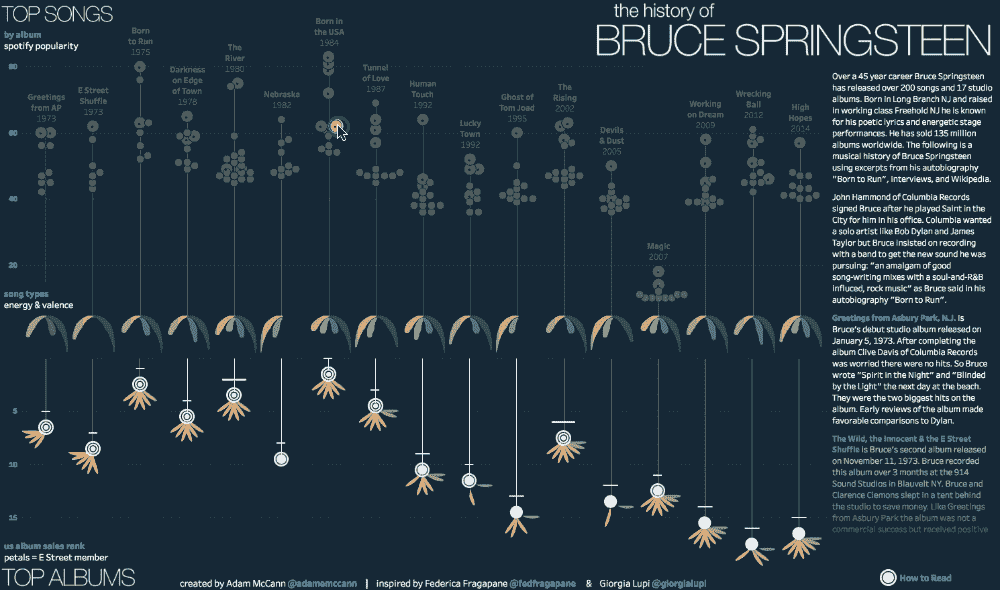 TOP SONGS
by album
spotify popularity
the history of
BRUCE SPRINGSTEEN
80
60
40
20
Greetings
from AP
1973
E Street
Shuffle
1973
Born
to Run
1975
Darkness
on Edge
of Town
1978
The
River
1980
Nebraska
1982
Born in
the USA
1984
Tunnel
of Love
1987
Human
Touch
1992
Lucky
Town
1992
Ghost of
Tom Joad
1995
The
Rising
2002
Devils
& Dust
2005
Magic
2007
Working
on Dream
2009
Wrecking
Ball
2012
High
Hopes
2014
song types
energy & valence
5
10
15
us album sales rank
petals = E Street member
TOP ALBUMS
Over a 45 year career Bruce Springsteen
has released over 200 songs and 17 studio
albums. Born in Long Branch NJ and raised
in working class Freehold NJ he is known
for his poetic lyrics and energetic stage
performances. He has sold 135 million
albums worldwide. The following is a
musical history of Bruce Springsteen
using excerpts from his autobiography
"Born to Run", interviews, and Wikipedia.
John Hammond of Columbia Records
signed Bruce after he played Saint in the
City for him in his office. Columbia wanted
a solo artist like Bob Dylan and James
Taylor but Bruce insisted on recording
with a band to get the new sound he was
pursuing: "an amalgam of good
song-writing mixes with a soul-and-R&B
influced, rock music" as Bruce said in his
autobiography "Born to Run".
Greetings from Asbury Park, N.J. is
Bruce's debut studio album released on
January 5, 1973. After completing the
album Clive Davis of Columbia Records
was worried there were no hits. So Bruce
wrote "Spirit in the Night" and "Blinded
by the Light" the next day at the beach.
They were the two biggest hits on the
album. Early reviews of the album made
favorable comparisons to Dylan.
The Wild, the Innocent & the E Street
Shuffle is Bruce's second album released
on November 11, 1973. Bruce recorded
this album over 3 months at the 914
Sound Studios in Blauvelt NY. Bruce and
Clarence Clemons slept in a tent behind
the studio to save money. Like Greetings
from Asbury Park the album was not a
commercial success but received positive
created by Adam McCann @adamemccann | inspired by Federica Fragapane @fedfragapane & Giorgia Lupi @giorgialupi
How to Read